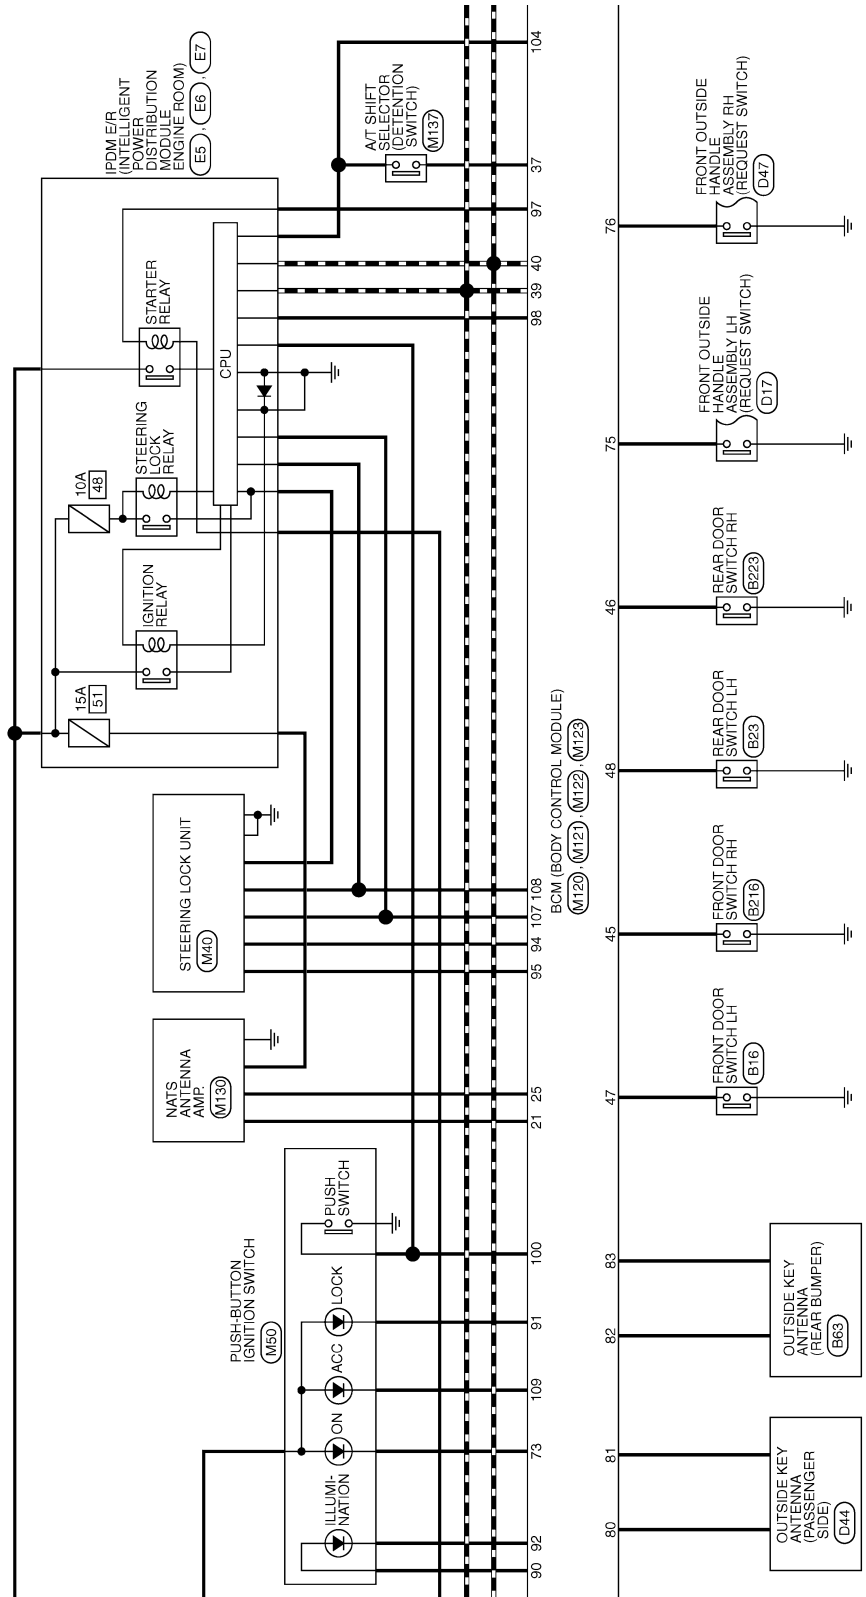 IPDM E/R
(INTELLIGENT
POWER
DISTRIBUTION
MODULE
ENGINE ROOM)
E5 , E6 , E7
STARTER
RELAY
CPU
10A
48
STEERING
LOCK
RELAY
IGNITION
RELAY
15A
51
A/T SHIFT
SELECTOR
(DETENTION
SWITCH)
M137
STEERING LOCK UNIT
M40
NATS
ANTENNA
AMP.
M130
PUSH-BUTTON
IGNITION SWITCH
M50
PUSH
SWITCH
LOCK
ACC
ON
ILLUMI-
NATION
104
37
97
40
39
98
108
107
94
95
25
21
100
91
109
73
92
90
BCM (BODY CONTROL MODULE)
M120 , M121 , M122 , M123
76
FRONT OUTSIDE
HANDLE
ASSEMBLY RH
(REQUEST SWITCH)
D47
75
FRONT OUTSIDE
HANDLE
ASSEMBLY LH
(REQUEST SWITCH)
D17
46
REAR DOOR
SWITCH RH
B223
48
REAR DOOR
SWITCH LH
B23
45
FRONT DOOR
SWITCH RH
B216
47
FRONT DOOR
SWITCH LH
B16
83
82
OUTSIDE KEY
ANTENNA
(REAR BUMPER)
B63
81
80
OUTSIDE KEY
ANTENNA
(PASSENGER
SIDE)
D44